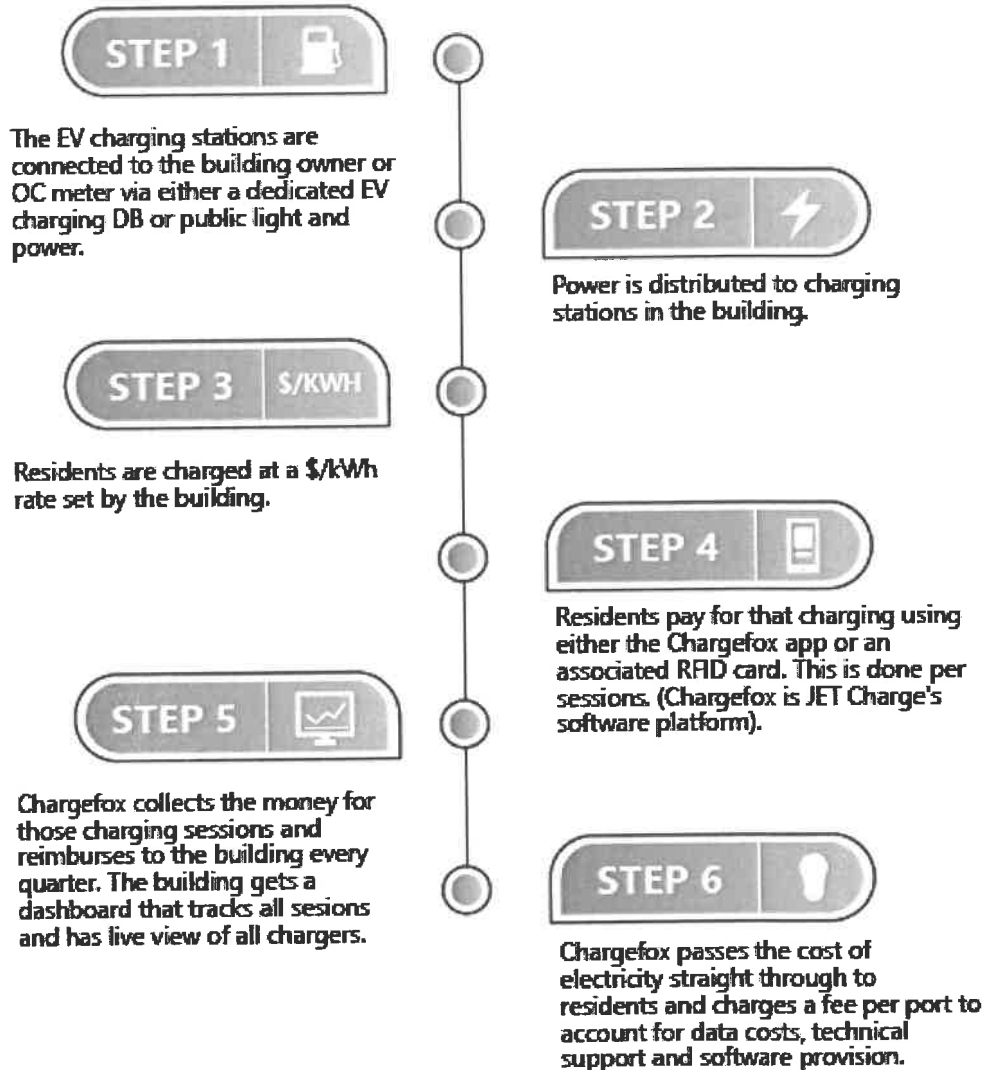 STEP 1
The EV charging stations are
connected to the building owner or
OC meter via either a dedicated EV
charging DB or public light and
power.
STEP 2
Power is distributed to charging
stations in the building.
STEP 3 $/KWH
Residents are charged at a $/kWh
rate set by the building.
STEP 4
Residents pay for that charging using
either the Chargefox app or an
associated RFID card. This is done per
sessions. (Chargefox is JET Charge's
software platform).
STEP 5
Chargefox collects the money for
those charging sessions and
reimburses to the building every
quarter. The building gets a
dashboard that tracks all sesions
and has live view of all chargers.
STEP 6
Chargefox passes the cost of
electricity straight through to
residents and charges a fee per port to
account for data costs, technical
support and software provision.